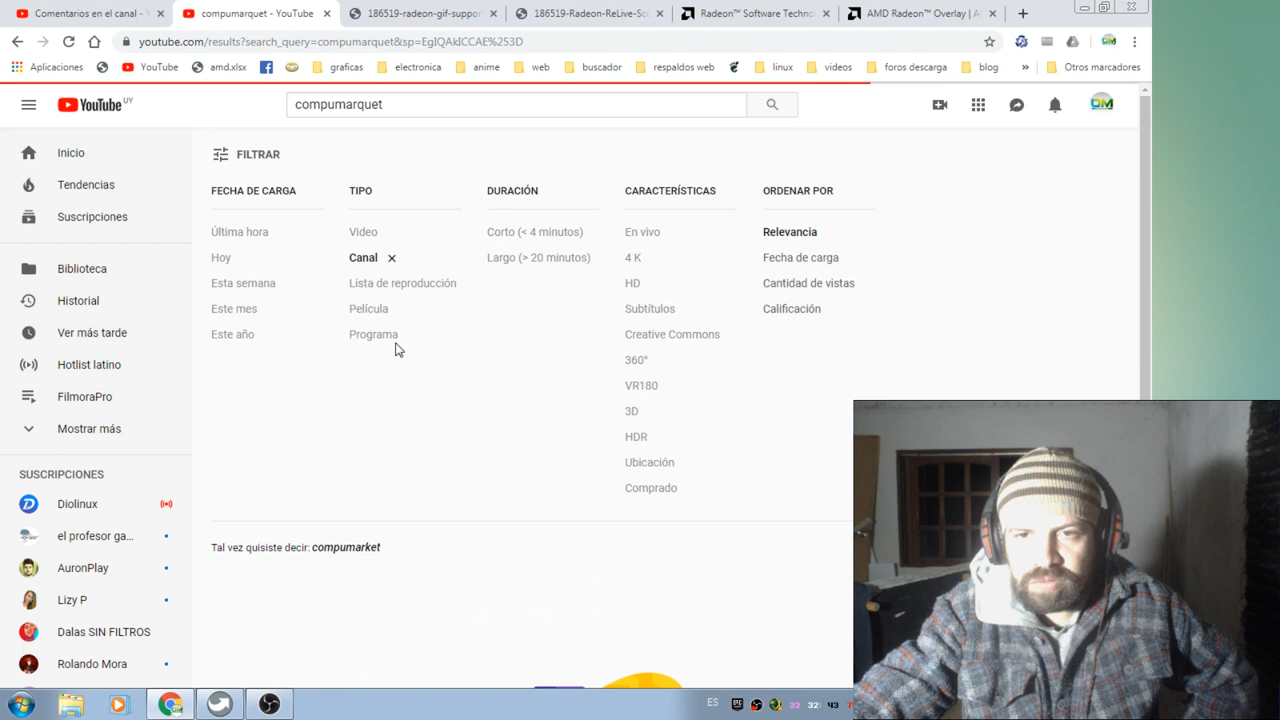 Comentarios en el canal
compumarquet - YouTube
186519-radeon-gif-suppor
186519-Radeon-ReLive-Sc
Radeon™ Software Techno
AMD Radeon™ Overlay | A
youtube.com/results?search_query=compumarquet&sp=EgIQAkICCAE%253D
Aplicaciones
YouTube
amd.xlsx
graficas
electronica
anime
web
buscador
respaldos web
linux
videos
foros descarga
blog
»
Otros marcadores
YouTube UY
compumarquet
Inicio
Tendencias
Suscripciones
Biblioteca
Historial
Ver más tarde
Hotlist latino
FilmoraPro
Mostrar más
SUSCRIPCIONES
Diolinux
el profesor ga...
AuronPlay
Lizy P
Dalas SIN FILTROS
Rolando Mora
FILTRAR
FECHA DE CARGA
Última hora
Hoy
Esta semana
Este mes
Este año
TIPO
Video
Canal
Lista de reproducción
Película
Programa
DURACIÓN
Corto (< 4 minutos)
Largo (> 20 minutos)
CARACTERÍSTICAS
En vivo
4 K
HD
Subtítulos
Creative Commons
360°
VR180
3D
HDR
Ubicación
Comprado
ORDENAR POR
Relevancia
Fecha de carga
Cantidad de vistas
Calificación
Tal vez quisiste decir: compumarket
ES
32
32:
43